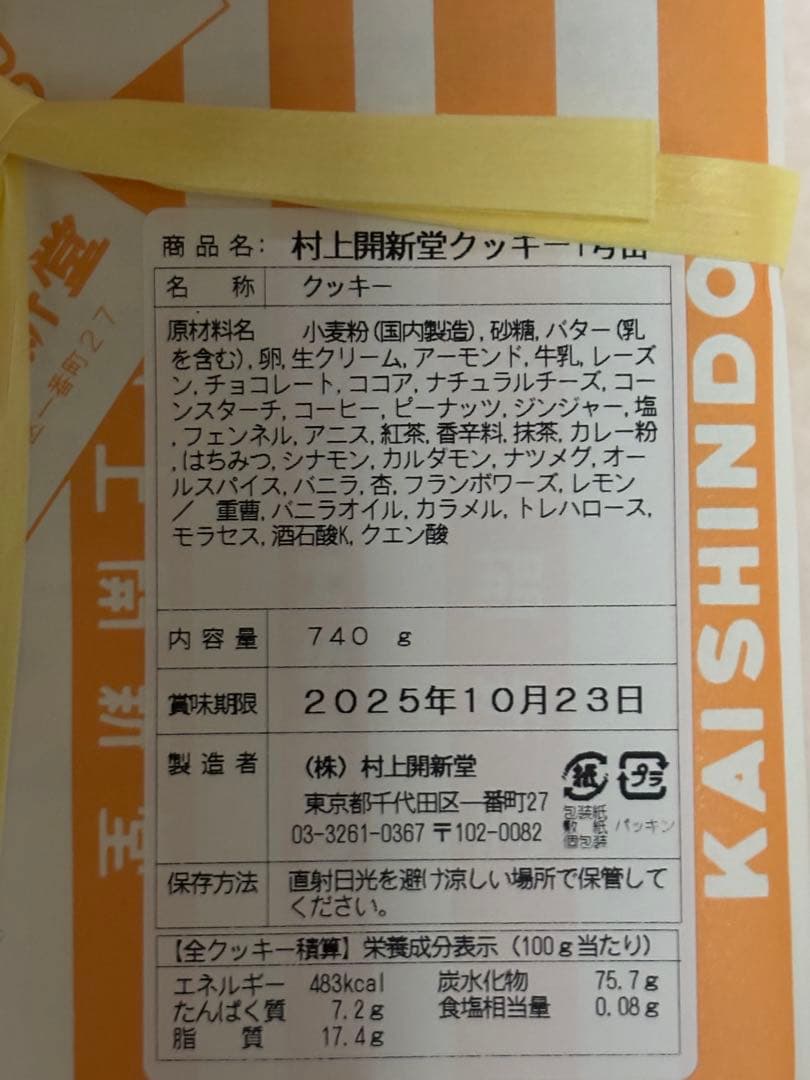 商品名: 村上開新堂クッキー1号缶
名 称 クッキー
原材料名 小麦粉(国内製造), 砂糖, バター(乳
を含む), 卵, 生クリーム, アーモンド, 牛乳, レーズ
ン, チョコレート, ココア, ナチュラルチーズ, コー
ンスターチ, コーヒー, ピーナッツ, ジンジャー, 塩
, フェンネル, アニス, 紅茶, 香辛料, 抹茶, カレー粉
, はちみつ, シナモン, カルダモン, ナツメグ, オー
ルスパイス, バニラ, 杏, フランボワーズ, レモン
/ 重曹, バニラオイル, カラメル, トレハロース,
モラセス, 酒石酸K, クエン酸
内容量 740 g
賞味期限 2025年10月23日
製造者 (株) 村上開新堂
東京都千代田区一番町27
03-3261-0367 〒102-0082
紙 プラ
包装紙
敷 紙 パッキン
個包装
保存方法 直射日光を避け涼しい場所で保管して
ください。
【全クッキー積算】栄養成分表示 (100g当たり)
エネルギー 483kcal 炭水化物 75.7g
たんぱく質 7.2g 食塩相当量 0.08g
脂 質 17.4g
KAISHINDO
上開新堂
新堂
一番町27